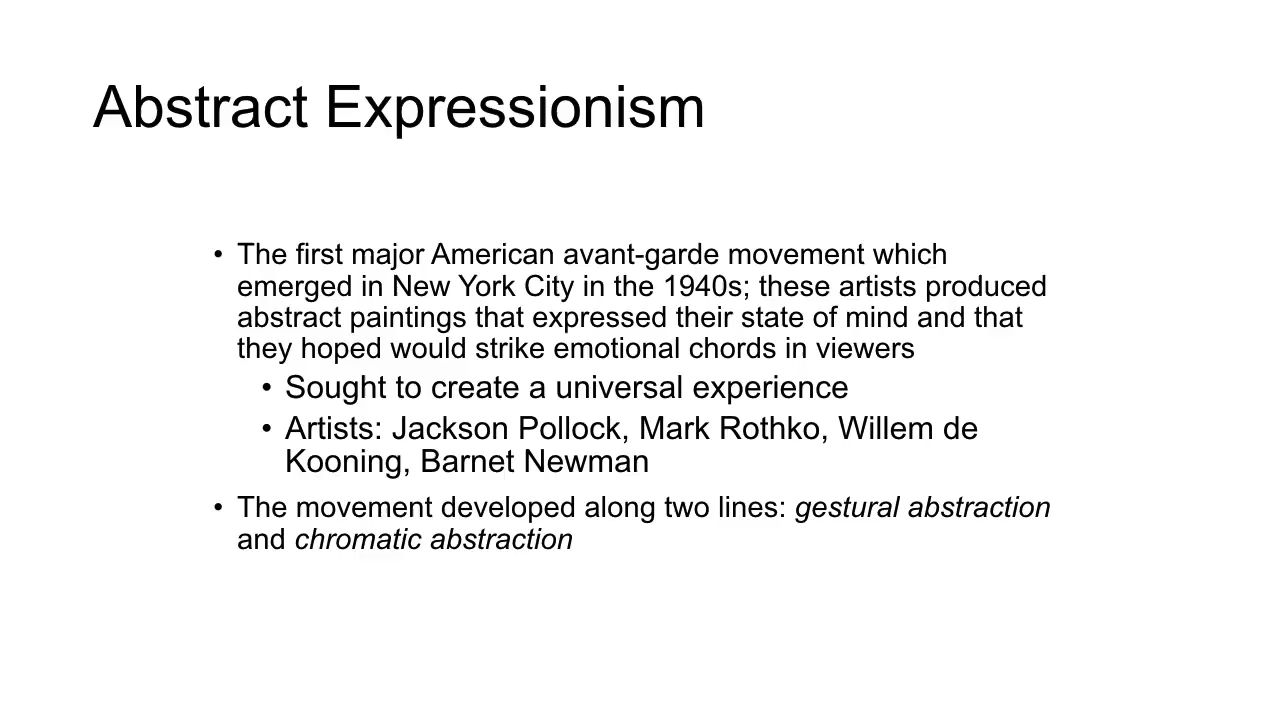 Abstract Expressionism
• The first major American avant-garde movement which
emerged in New York City in the 1940s; these artists produced
abstract paintings that expressed their state of mind and that
they hoped would strike emotional chords in viewers
• Sought to create a universal experience
• Artists: Jackson Pollock, Mark Rothko, Willem de
Kooning, Barnet Newman
• The movement developed along two lines: gestural abstraction
and chromatic abstraction